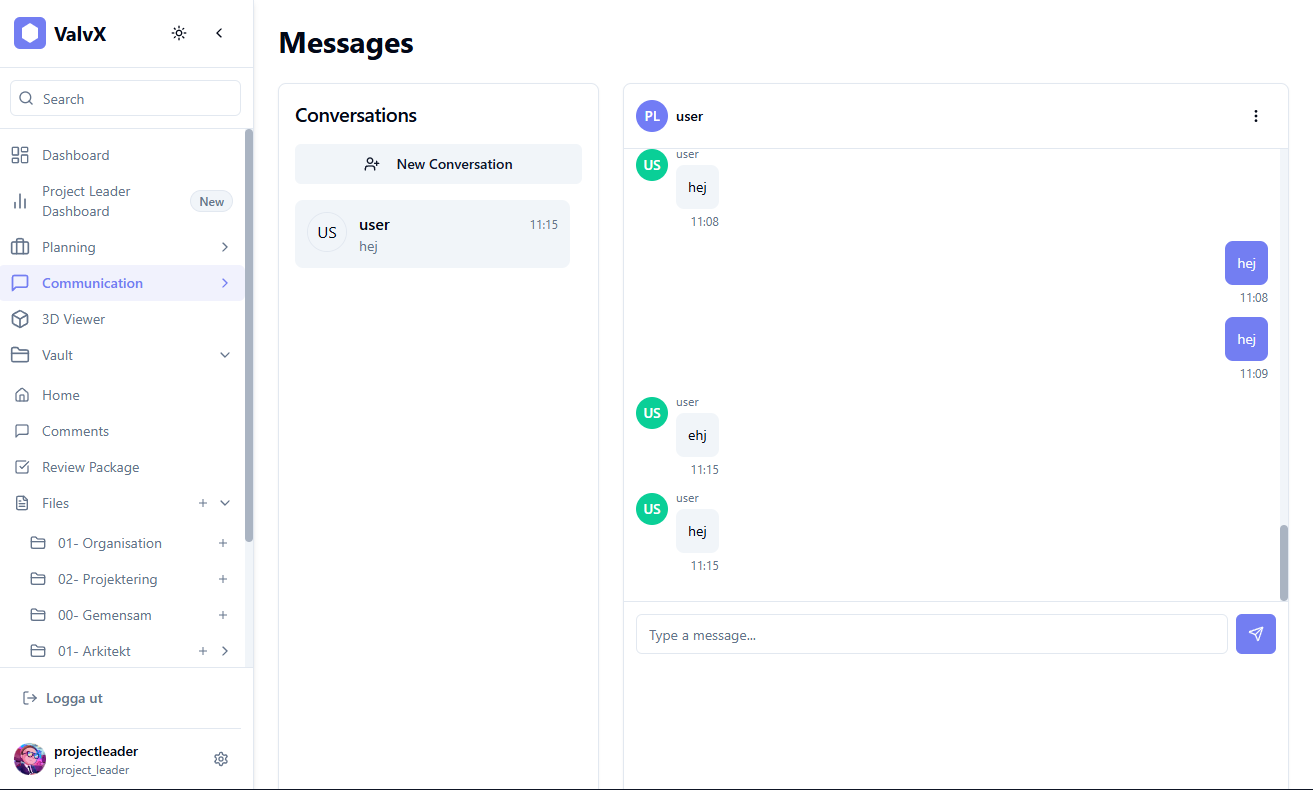 ValvX
Search
Dashboard
Project Leader
Dashboard
New
Planning
Communication
3D Viewer
Vault
Home
Comments
Review Package
Files
01- Organisation
02- Projektering
00- Gemensam
01- Arkitekt
Logga ut
projectleader
project_leader
Messages
Conversations
New Conversation
US
user
11:15
hej
PL
user
user
US
hej
11:08
hej
11:08
hej
11:09
user
US
ehj
11:15
user
US
hej
11:15
Type a message...